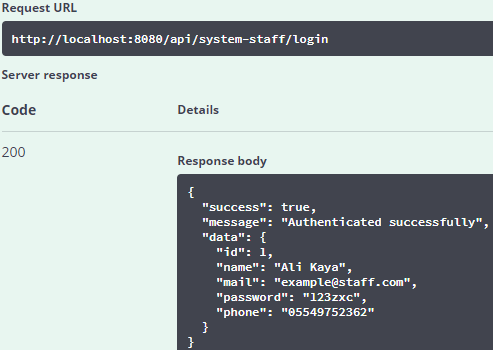 Request URL
http://localhost:8080/api/system-staff/login
Server response
Code Details
200
Response body
{
"success": true,
"message": "Authenticated successfully",
"data": {
"id": 1,
"name": "Ali Kaya",
"mail": "example@staff.com",
"password": "123zxc",
"phone": "05549752362"
}
}